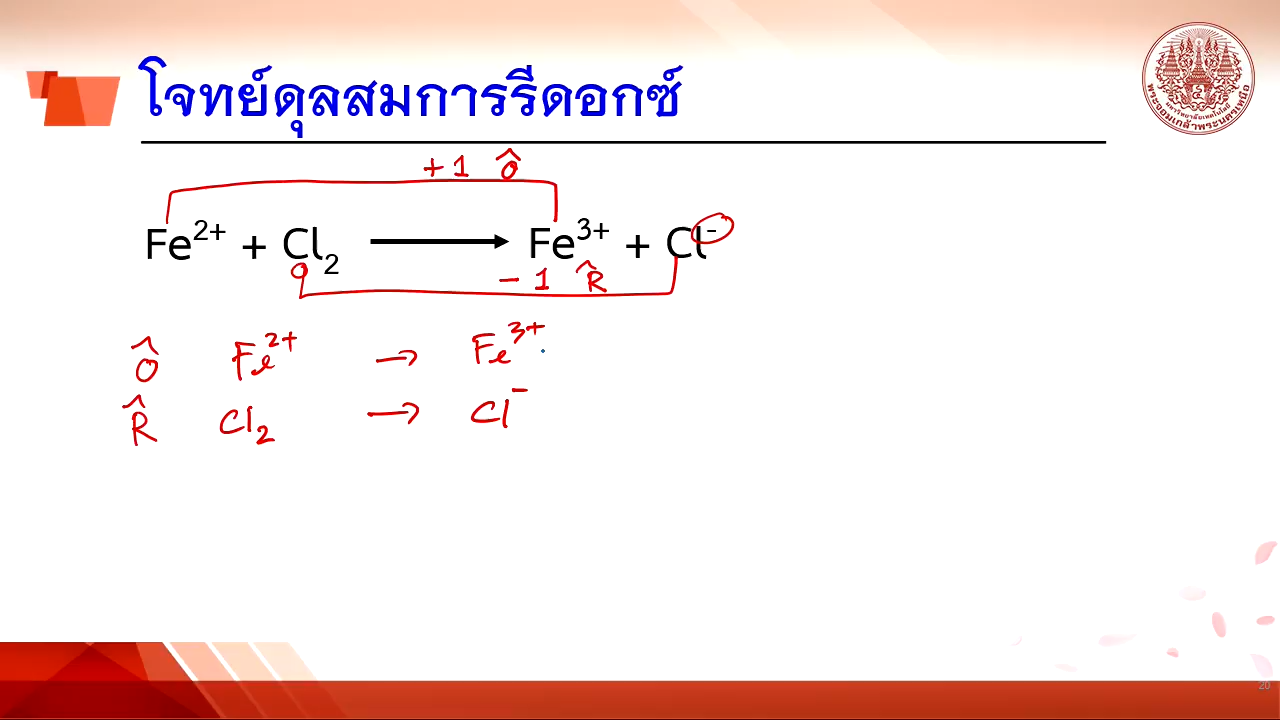 โจทย์ดุลสมการรีดอกซ์
+1 Ô
Fe²⁺ + Cl₂ ⟶ Fe³⁺ + Cl⁻
0
-1 R̂
Ô Fe²⁺ → Fe³⁺
R̂ Cl₂ → Cl⁻
20